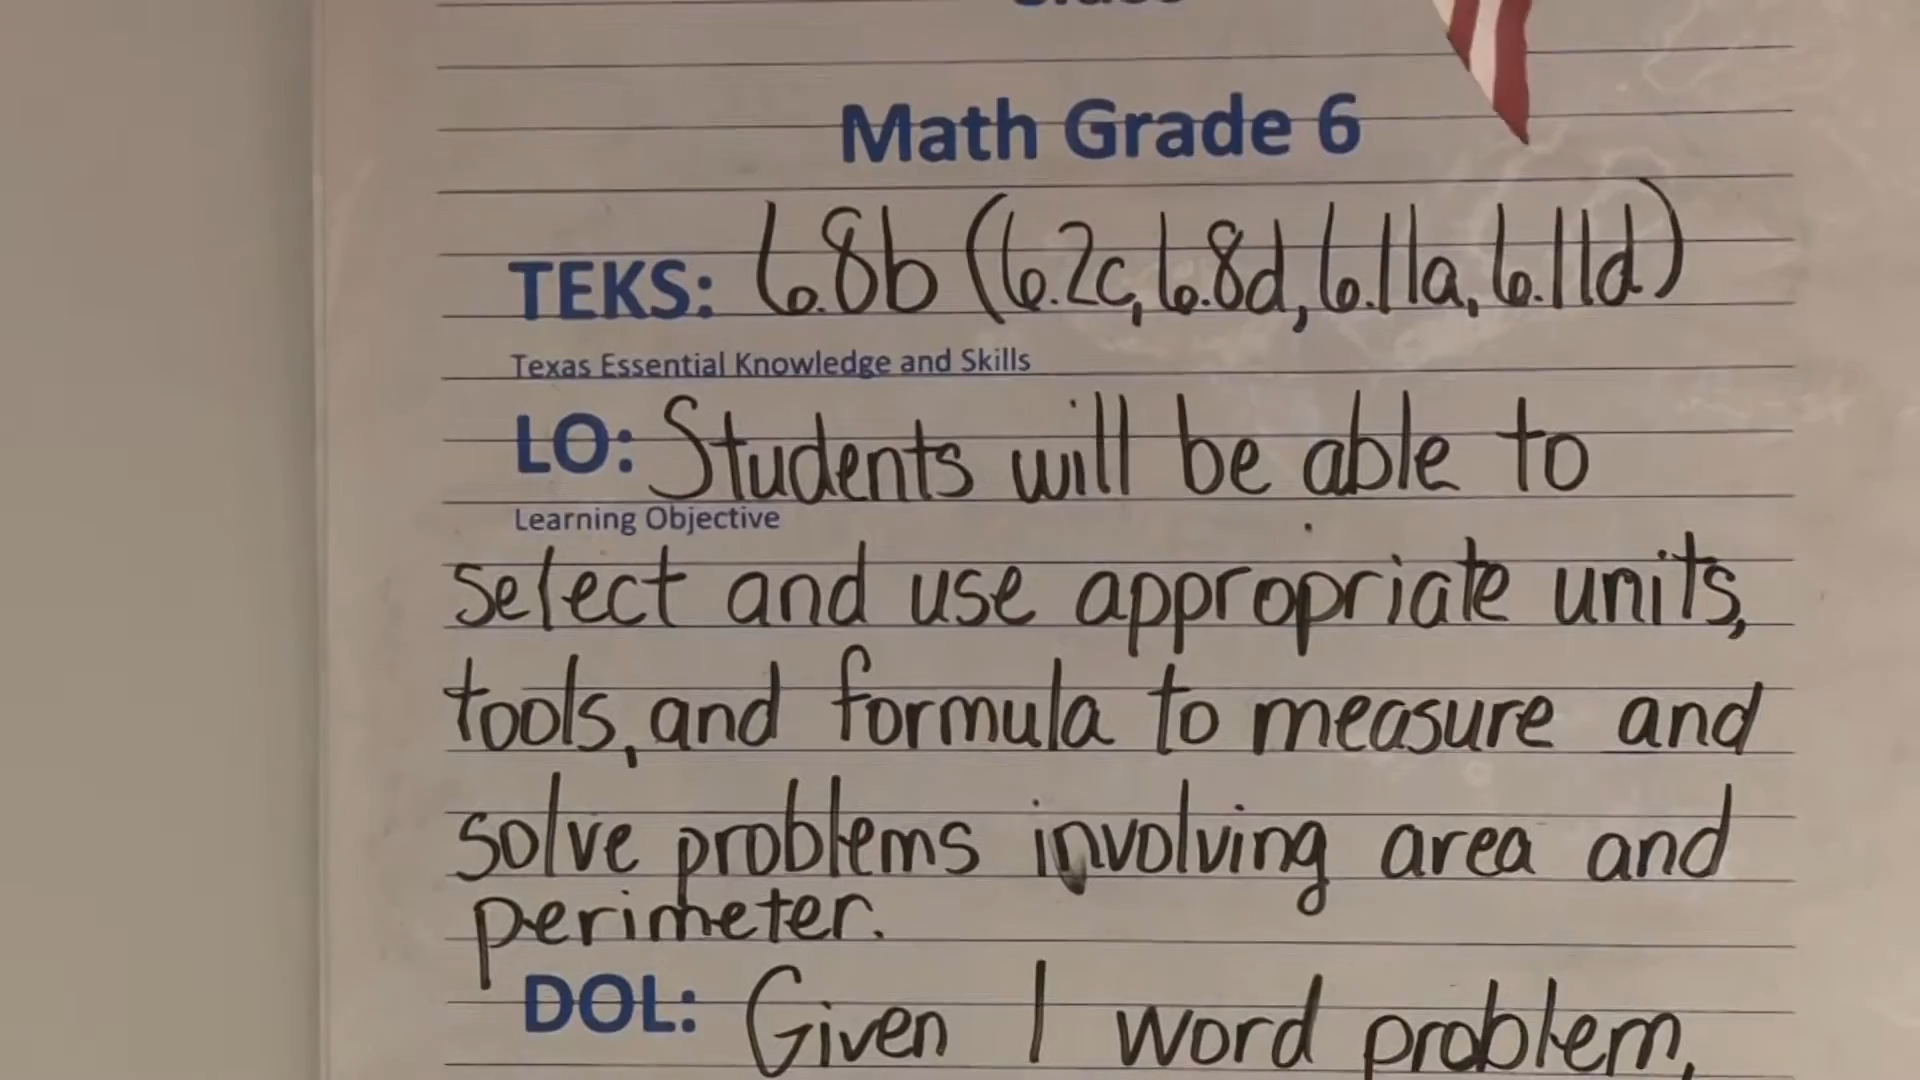 Math Grade 6
TEKS: 6.8b (6.2c, 6.8d, 6.11a, 6.11d)
Texas Essential Knowledge and Skills
LO: Students will be able to
Learning Objective
select and use appropriate units,
tools, and formula to measure and
solve problems involving area and
perimeter.
DOL: Given 1 word problem,